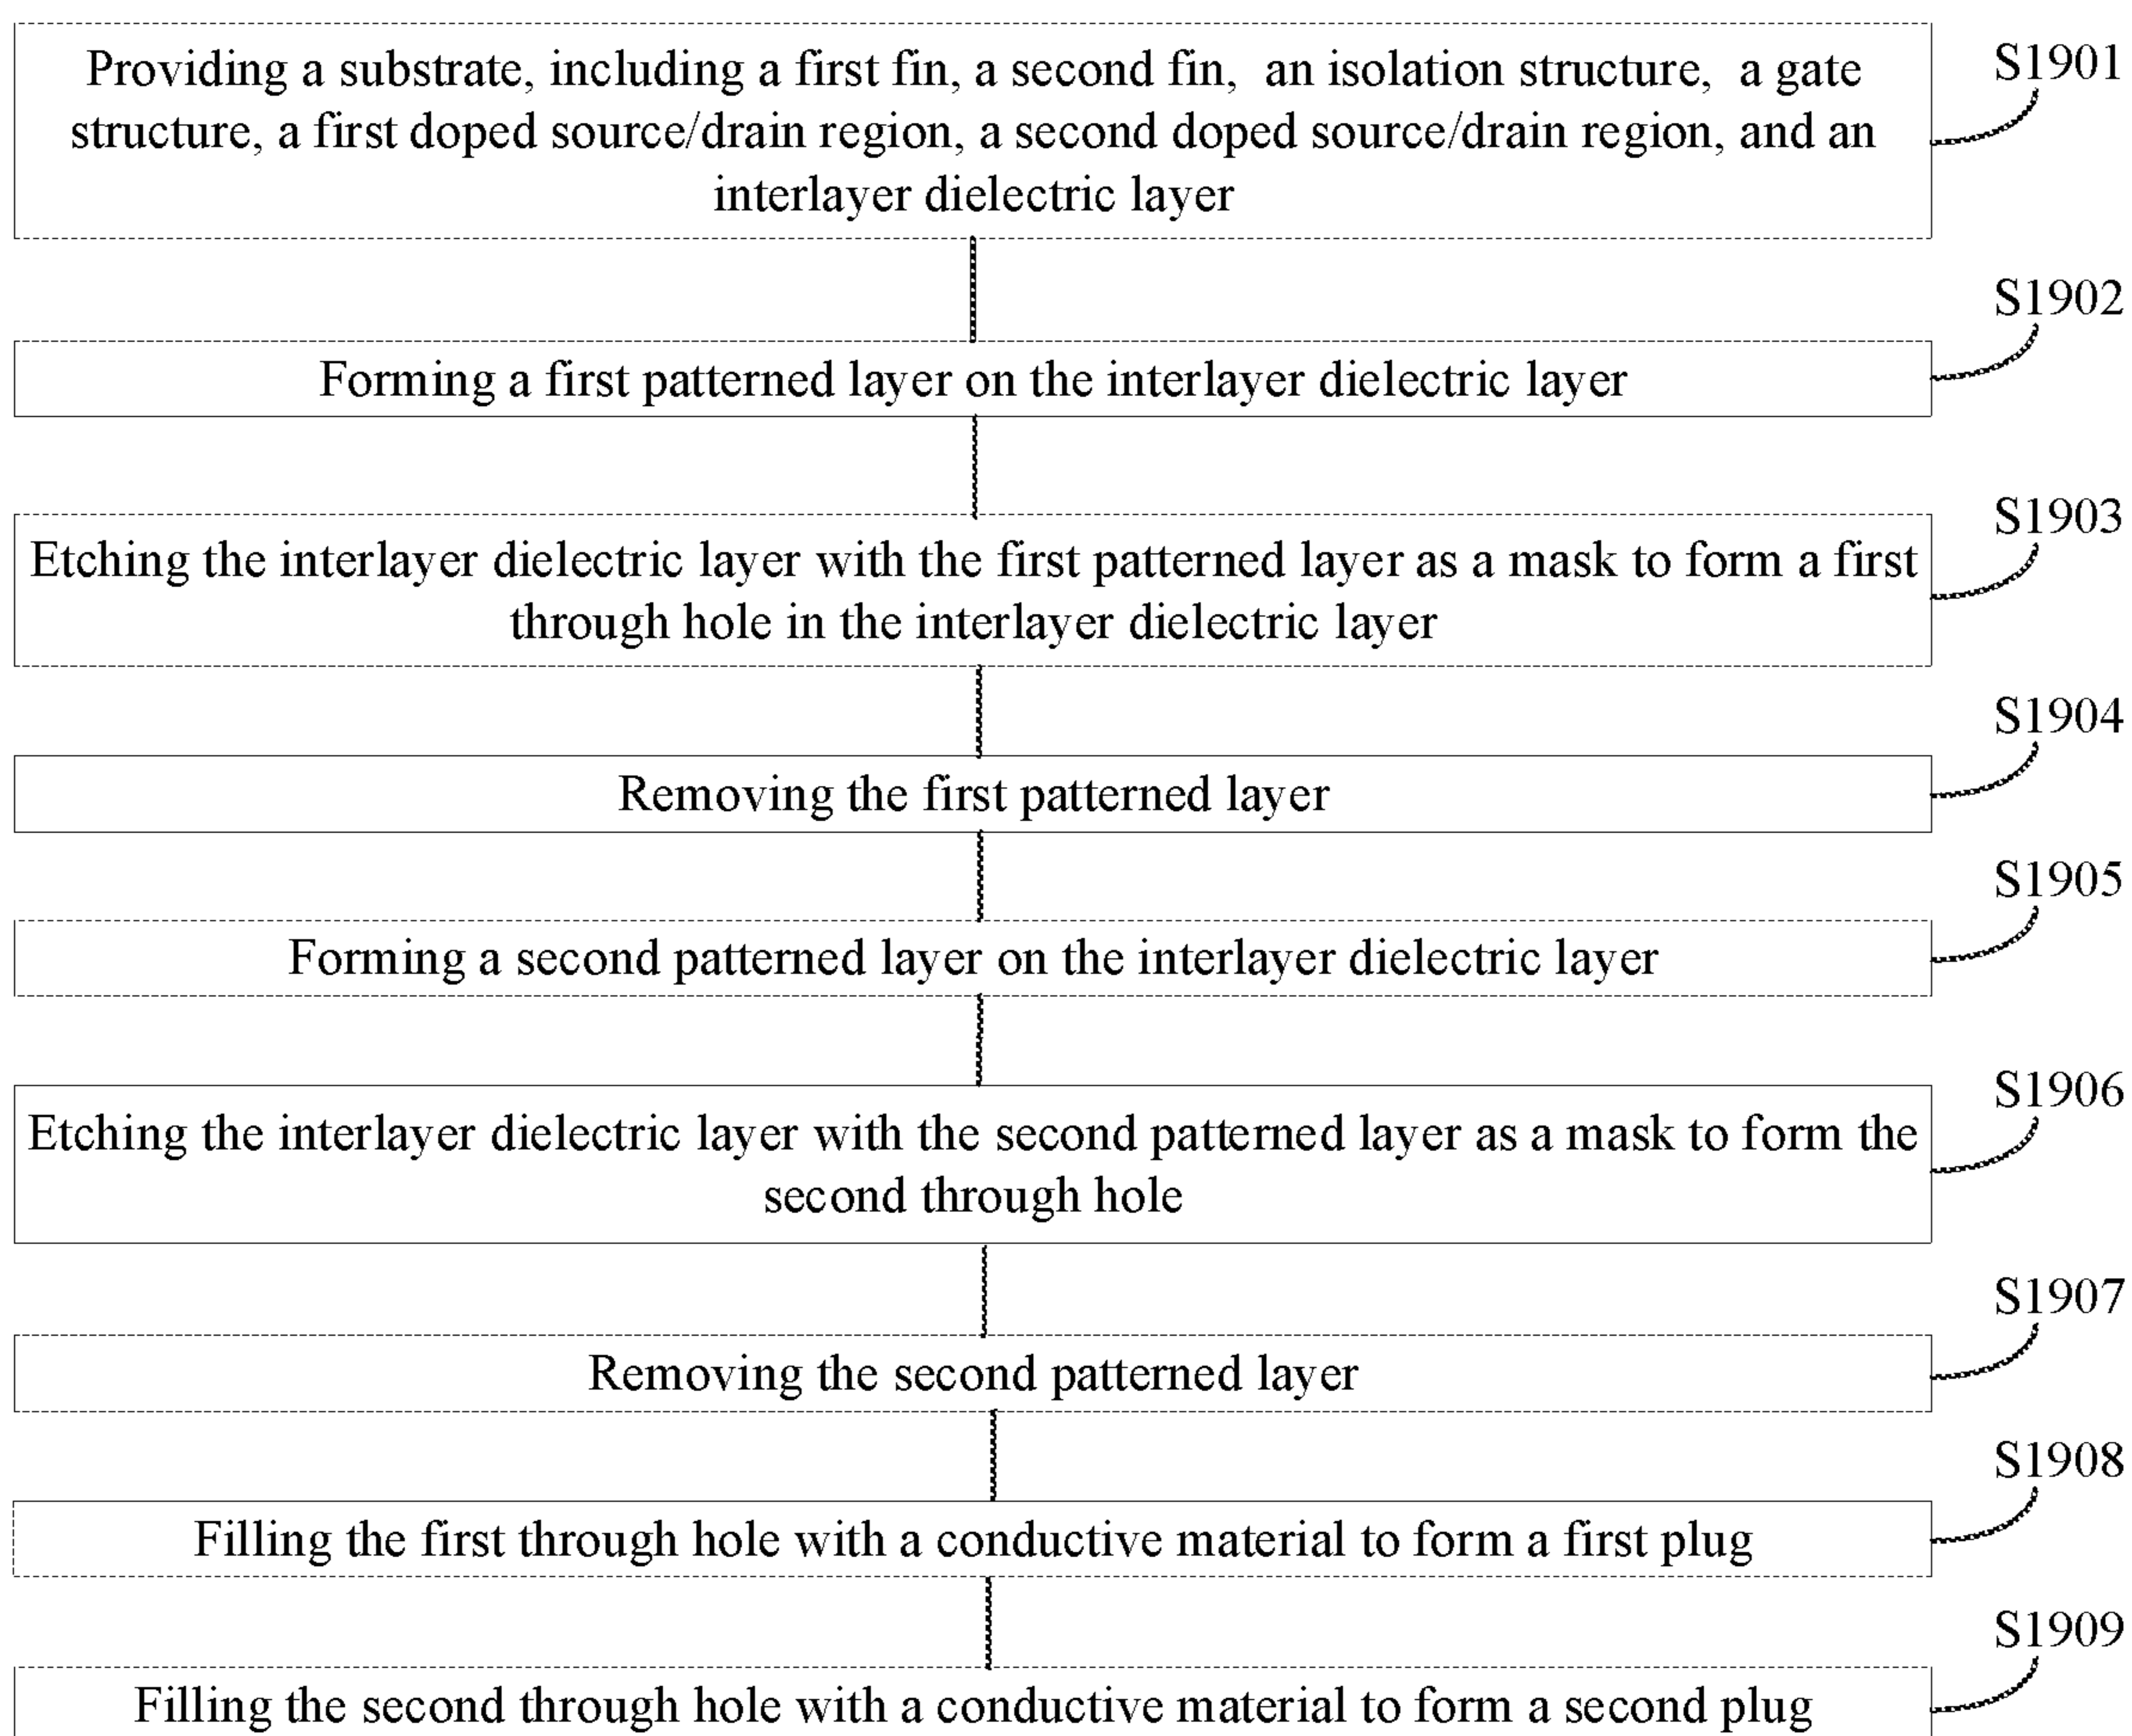 Providing a substrate, including a first fin, a second fin, an isolation structure, a gate
S1901
structure, a first doped source/drain region, a second doped source/drain region, and an
interlayer dielectric layer
S1902
Forming a first patterned layer on the interlayer dielectric layer
S1903
Etching the interlayer dielectric layer with the first patterned layer as a mask to form a first
through hole in the interlayer dielectric layer
S1904
Removing the first patterned layer
S1905
Forming a second patterned layer on the interlayer dielectric layer
S1906
Etching the interlayer dielectric layer with the second patterned layer as a mask to form the
second through hole
S1907
Removing the second patterned layer
S1908
Filling the first through hole with a conductive material to form a first plug
S1909
Filling the second through hole with a conductive material to form a second plug